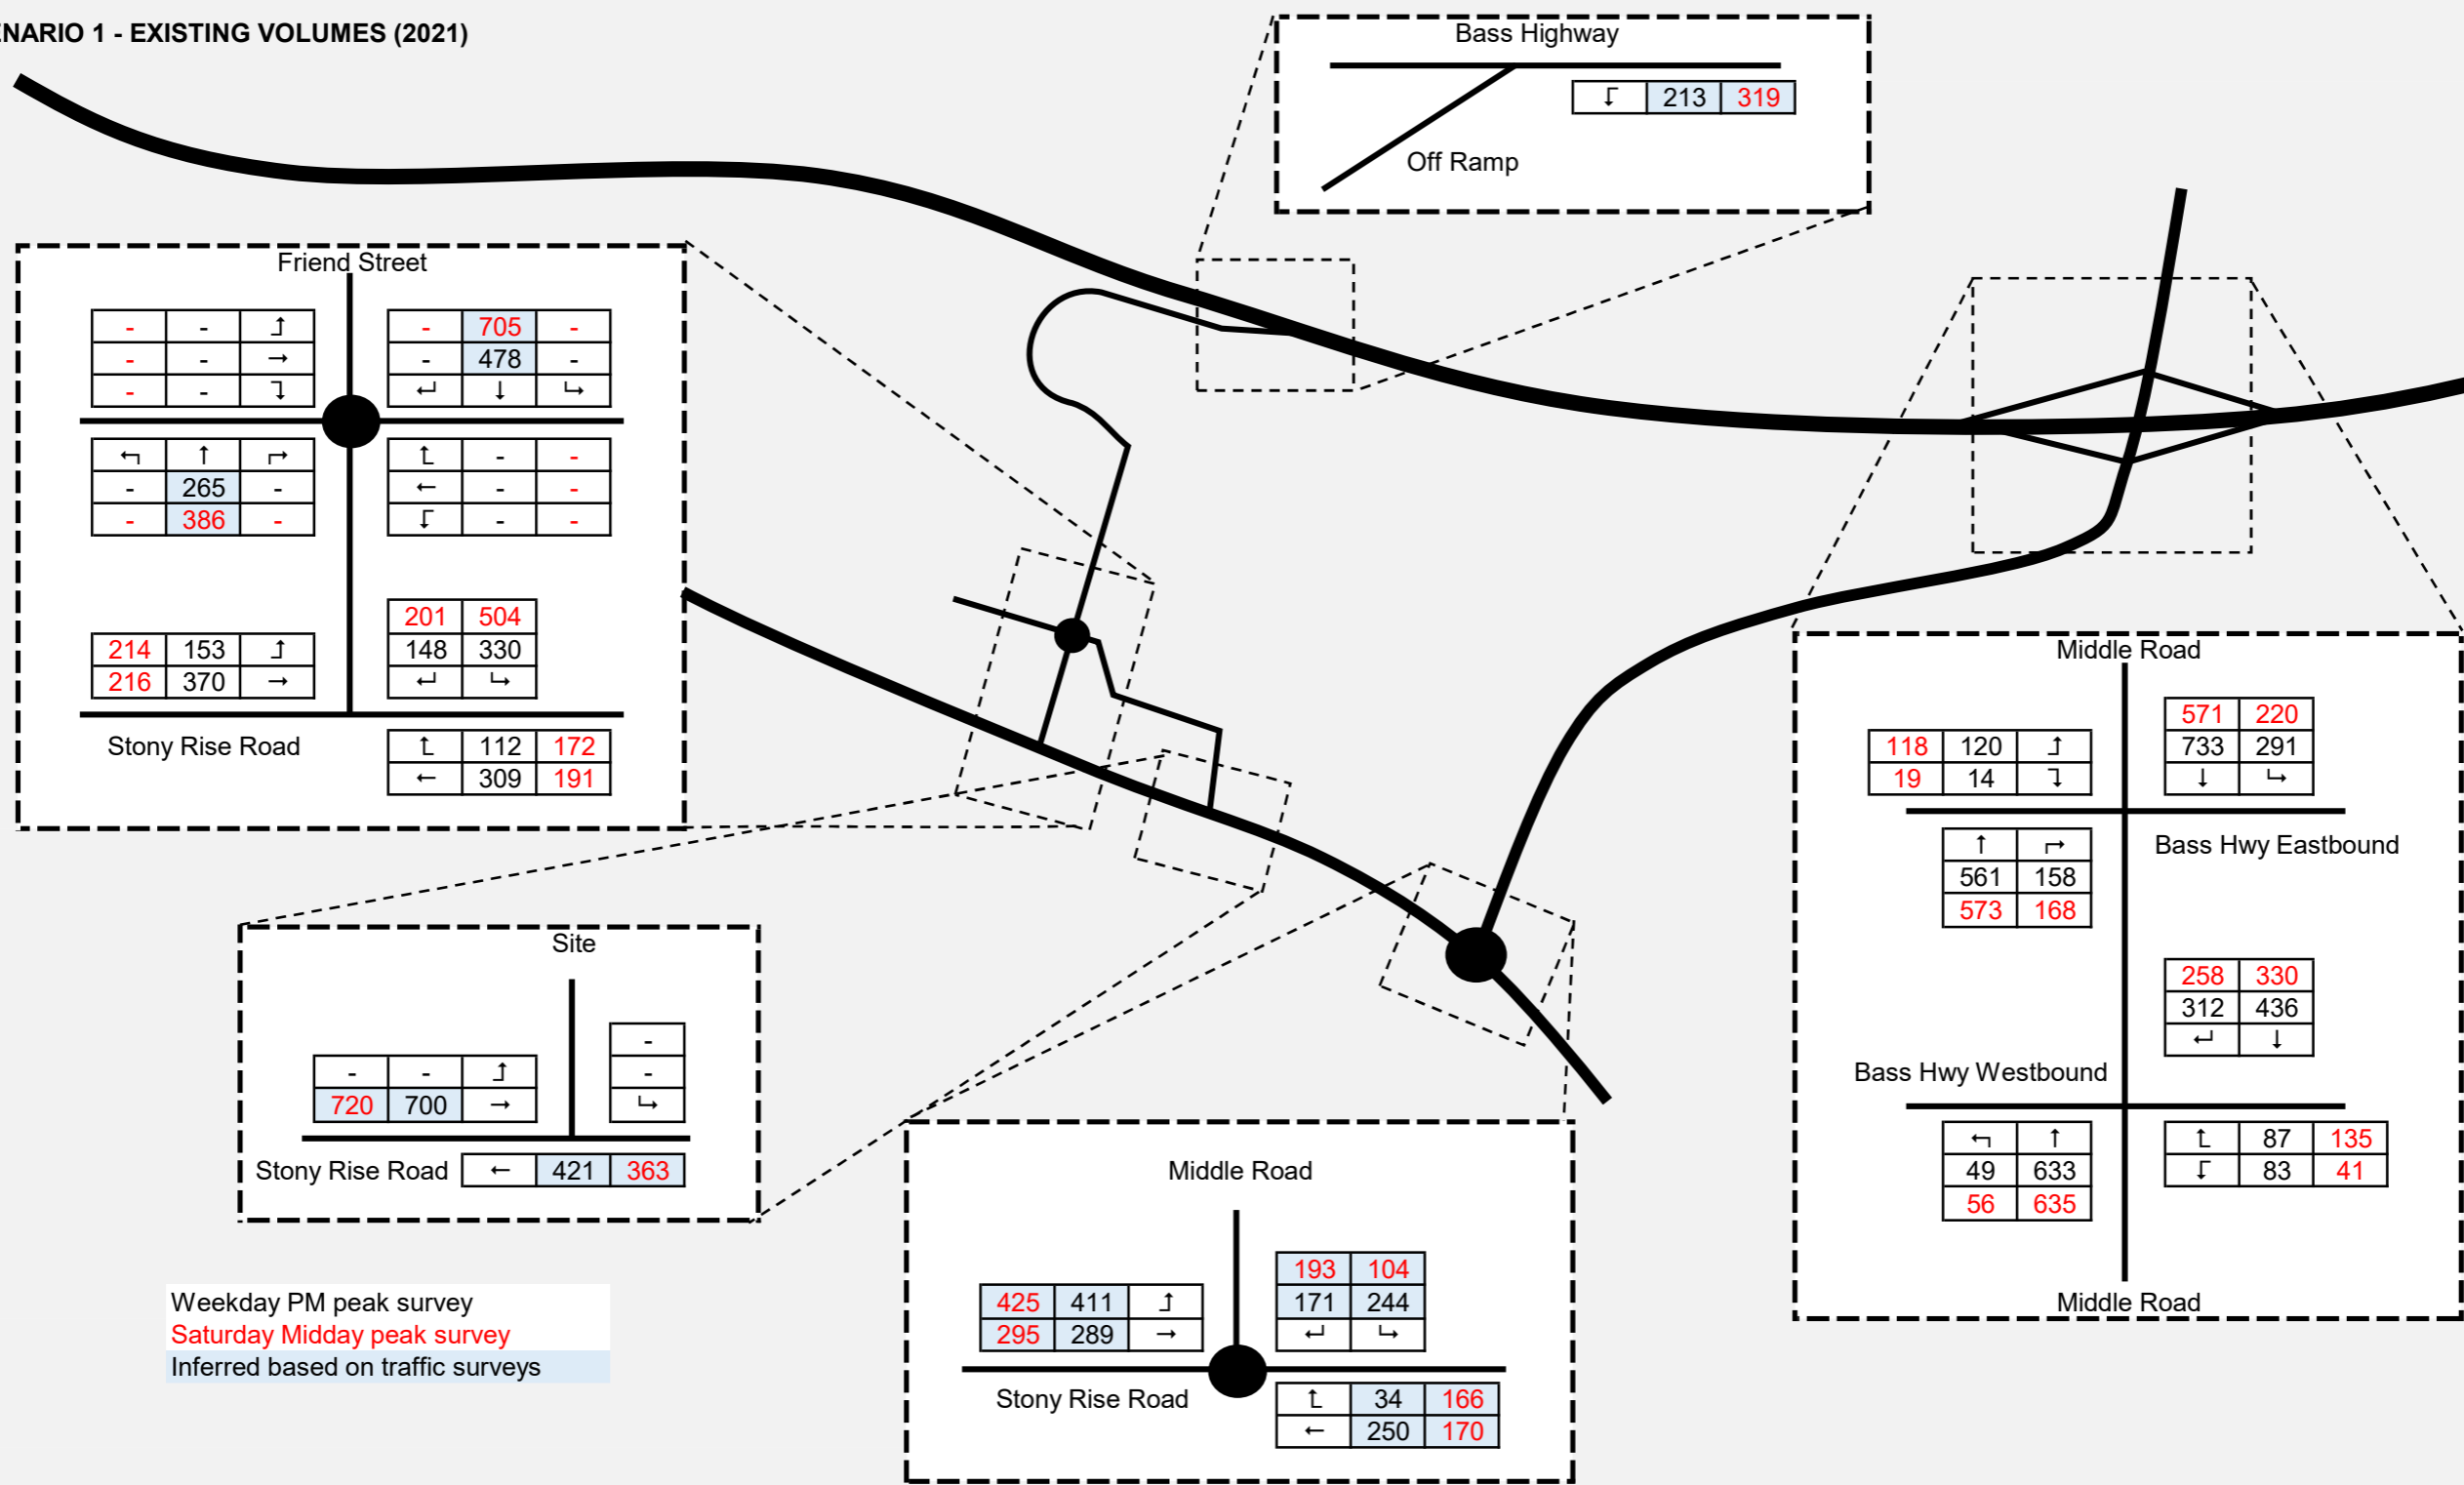 ENARIO 1 - EXISTING VOLUMES (2021)
Bass Highway
↲ 213 319
Off Ramp
Friend Street
- - ⮥
- - →
- - ⮧
- 705 -
- 478 -
↵ ↓ ↳
↰ ↑ ↱
- 265 -
- 386 -
↑ - -
← - -
↓ - -
214 153 ⮥
216 370 →
201 504
148 330
↵ ↳
Stony Rise Road
↑ 112 172
← 309 191
Site
- - ⮥
720 700 →
-
-
↳
Stony Rise Road
← 421 363
Middle Road
425 411 ⮥
295 289 →
193 104
171 244
↵ ↳
Stony Rise Road
↑ 34 166
← 250 170
Middle Road
118 120 ⮥
19 14 ⮧
571 220
733 291
↓ ↳
↑ ↱
561 158
573 168
Bass Hwy Eastbound
258 330
312 436
↵ ↓
Bass Hwy Westbound
↰ ↑
49 633
56 635
↑ 87 135
↓ 83 41
Middle Road
Weekday PM peak survey
Saturday Midday peak survey
Inferred based on traffic surveys